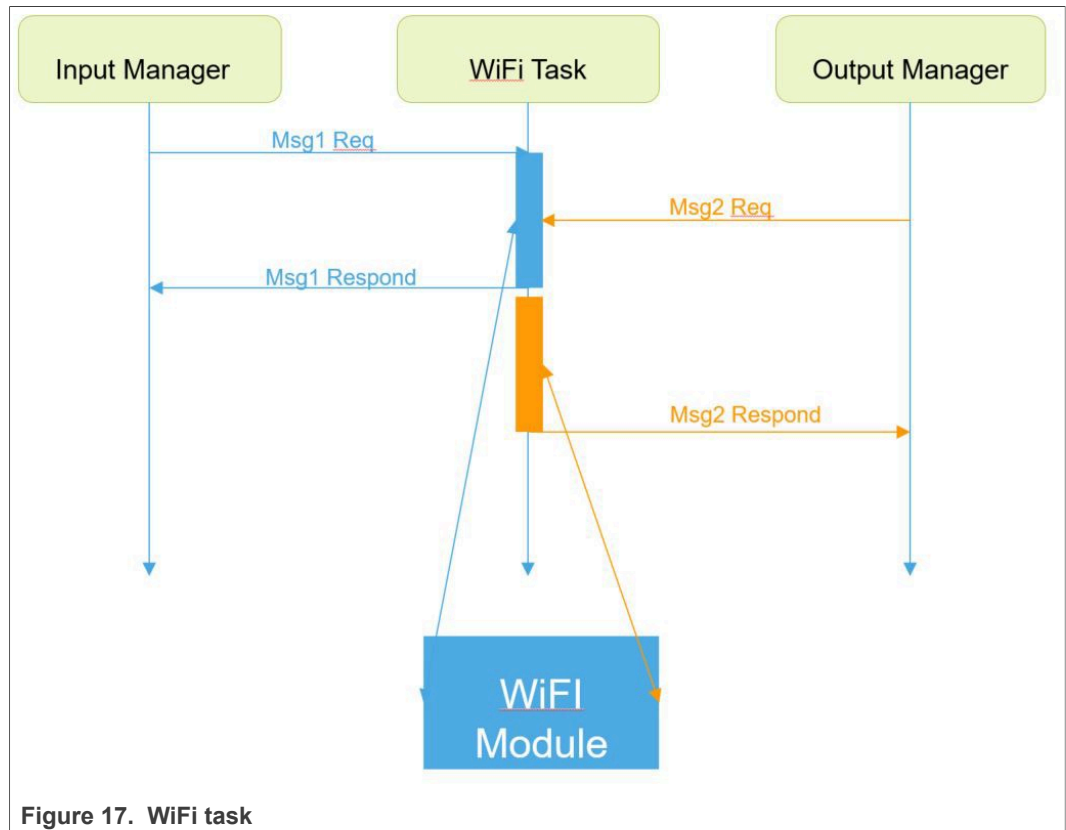 Input Manager
WiFi Task
Output Manager
Msg1 Req
Msg2 Req
Msg1 Respond
Msg2 Respond
WiFI
Module
Figure 17. WiFi task